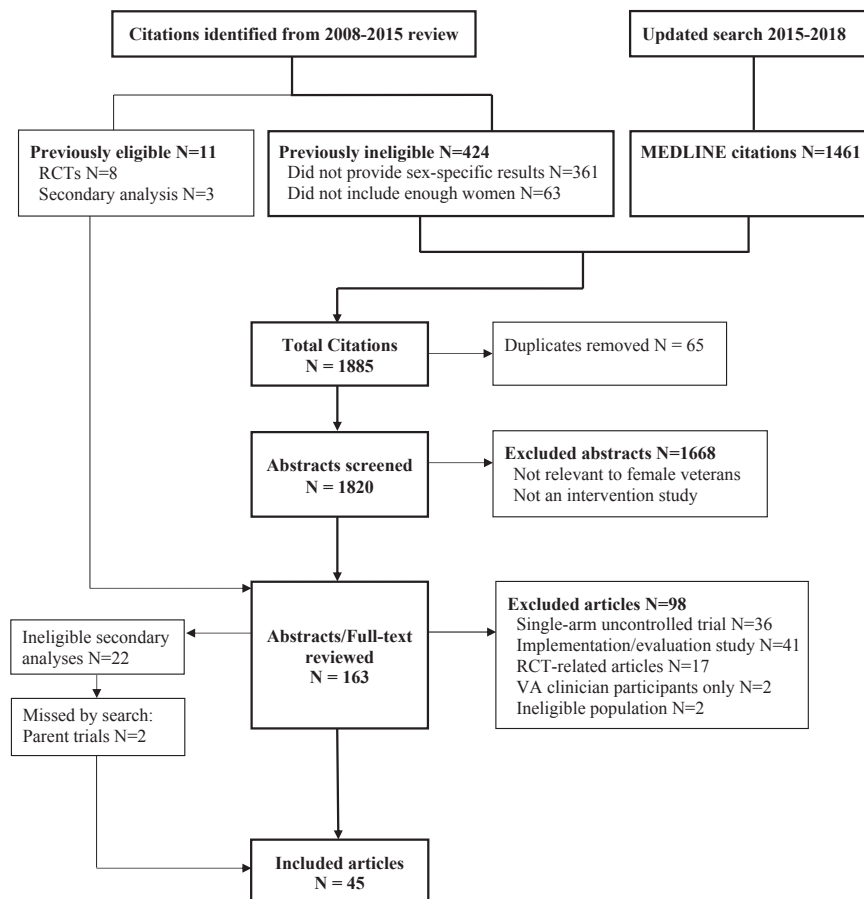 Citations identified from 2008-2015 review
Updated search 2015-2018
Previously eligible N=11
RCTs N=8
Secondary analysis N=3
Previously ineligible N=424
Did not provide sex-specific results N=361
Did not include enough women N=63
MEDLINE citations N=1461
Total Citations
N = 1885
Duplicates removed N = 65
Abstracts screened
N = 1820
Excluded abstracts N=1668
Not relevant to female veterans
Not an intervention study
Abstracts/Full-text
reviewed
N = 163
Excluded articles N=98
Single-arm uncontrolled trial N=36
Implementation/evaluation study N=41
RCT-related articles N=17
VA clinician participants only N=2
Ineligible population N=2
Ineligible secondary
analyses N=22
Missed by search:
Parent trials N=2
Included articles
N = 45